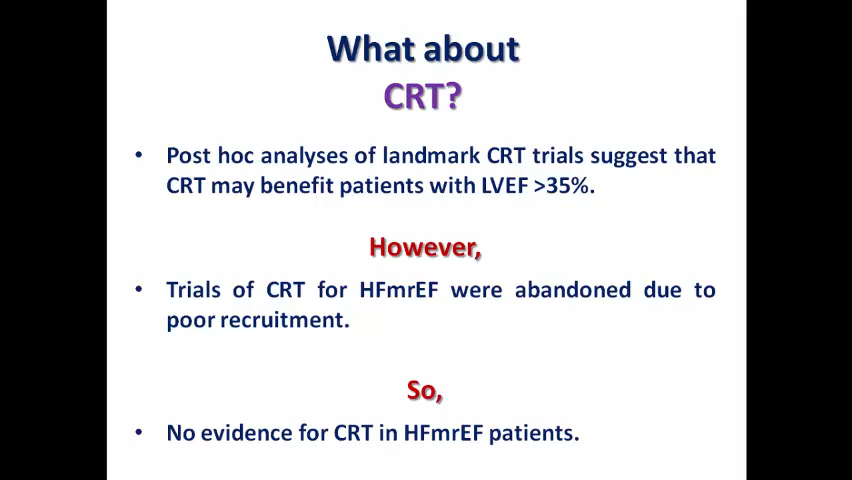 What about
CRT?
• Post hoc analyses of landmark CRT trials suggest that
CRT may benefit patients with LVEF >35%.
However,
• Trials of CRT for HFmrEF were abandoned due to
poor recruitment.
So,
• No evidence for CRT in HFmrEF patients.